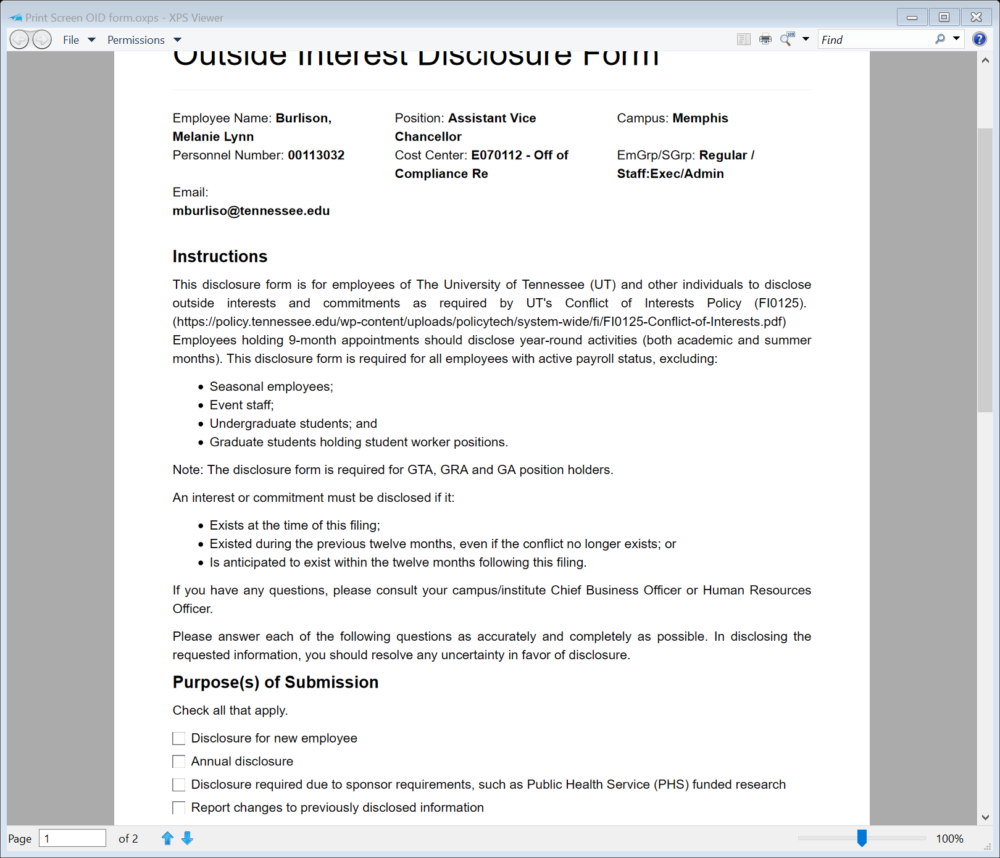 Print Screen OID form.oxps - XPS Viewer
File Permissions 100 Find ?
Outside Interest Disclosure Form
Employee Name: Burlison, Melanie Lynn
Position: Assistant Vice Chancellor
Campus: Memphis
Personnel Number: 00113032
Cost Center: E070112 - Off of Compliance Re
EmGrp/SGrp: Regular / Staff:Exec/Admin
Email:
mburliso@tennessee.edu
Instructions
This disclosure form is for employees of The University of Tennessee (UT) and other individuals to disclose
outside interests and commitments as required by UT's Conflict of Interests Policy (FI0125).
(https://policy.tennessee.edu/wp-content/uploads/policytech/system-wide/fi/FI0125-Conflict-of-Interests.pdf)
Employees holding 9-month appointments should disclose year-round activities (both academic and summer
months). This disclosure form is required for all employees with active payroll status, excluding:
• Seasonal employees;
• Event staff;
• Undergraduate students; and
• Graduate students holding student worker positions.
Note: The disclosure form is required for GTA, GRA and GA position holders.
An interest or commitment must be disclosed if it:
• Exists at the time of this filing;
• Existed during the previous twelve months, even if the conflict no longer exists; or
• Is anticipated to exist within the twelve months following this filing.
If you have any questions, please consult your campus/institute Chief Business Officer or Human Resources
Officer.
Please answer each of the following questions as accurately and completely as possible. In disclosing the
requested information, you should resolve any uncertainty in favor of disclosure.
Purpose(s) of Submission
Check all that apply.
Disclosure for new employee
Annual disclosure
Disclosure required due to sponsor requirements, such as Public Health Service (PHS) funded research
Report changes to previously disclosed information
Page 1 of 2 100%